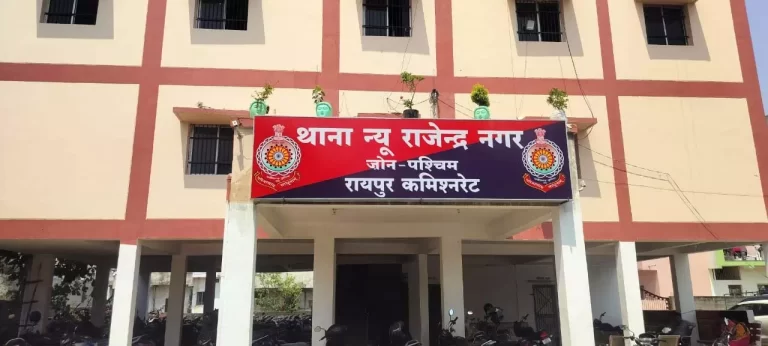 थाना न्यू राजेन्द्र नगर
जोन-पश्चिम
रायपुर कमिश्नरेट